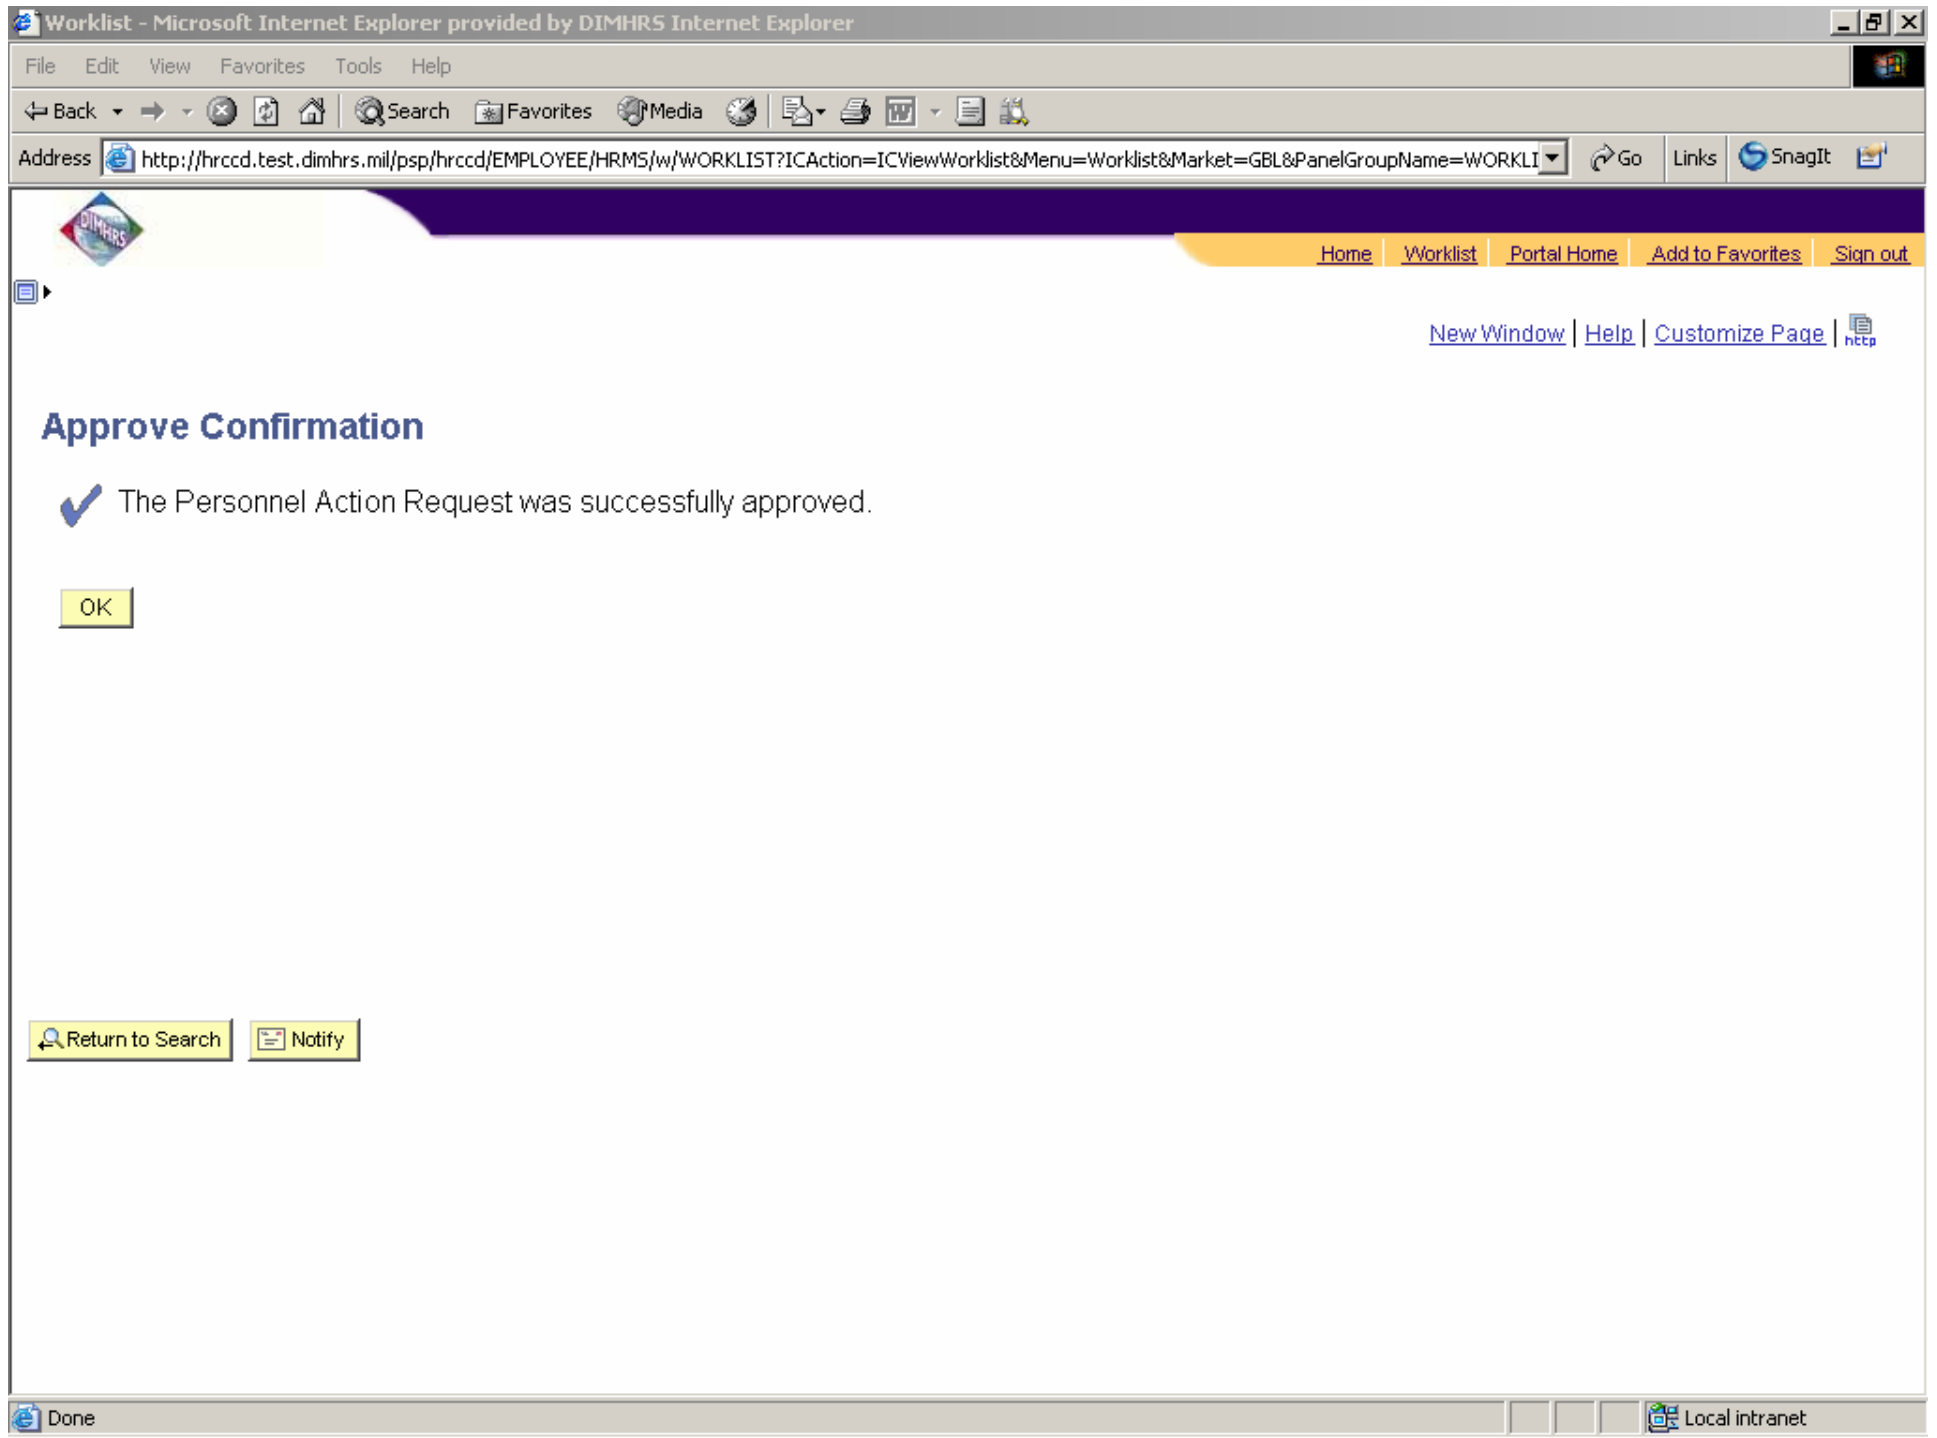 Worklist - Microsoft Internet Explorer provided by DIMHRS Internet Explorer
File Edit View Favorites Tools Help
Back Search Favorites Media
Address http://hrccd.test.dimhrs.mil/psp/hrccd/EMPLOYEE/HRMS/w/WORKLIST?ICAction=ICViewWorklist&Menu=Worklist&Market=GBL&PanelGroupName=WORKLI Go Links SnagIt
DIMHRS
Home Worklist Portal Home Add to Favorites Sign out
New Window | Help | Customize Page | http
Approve Confirmation
The Personnel Action Request was successfully approved.
OK
Return to Search Notify
Done Local intranet